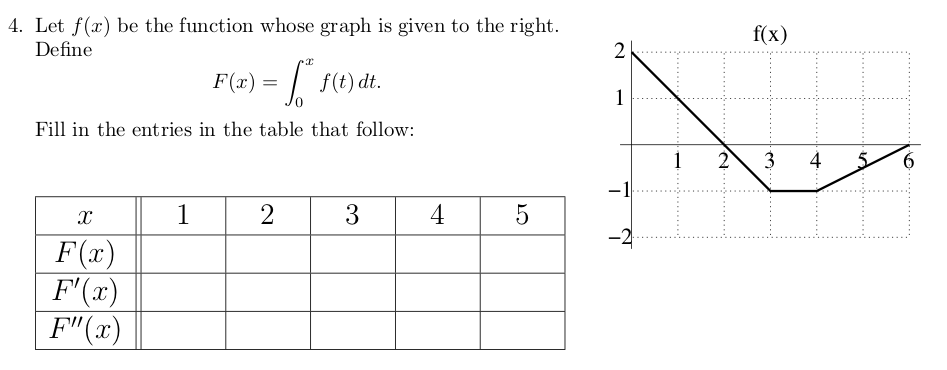 4. Let f(x) be the function whose graph is given to the right.
Define
F(x) = ∫₀ˣ f(t) dt.
Fill in the entries in the table that follow:
x 1 2 3 4 5
F(x)
F′(x)
F″(x)
f(x)
2
1
1 2 3 4 5 6
−1
−2